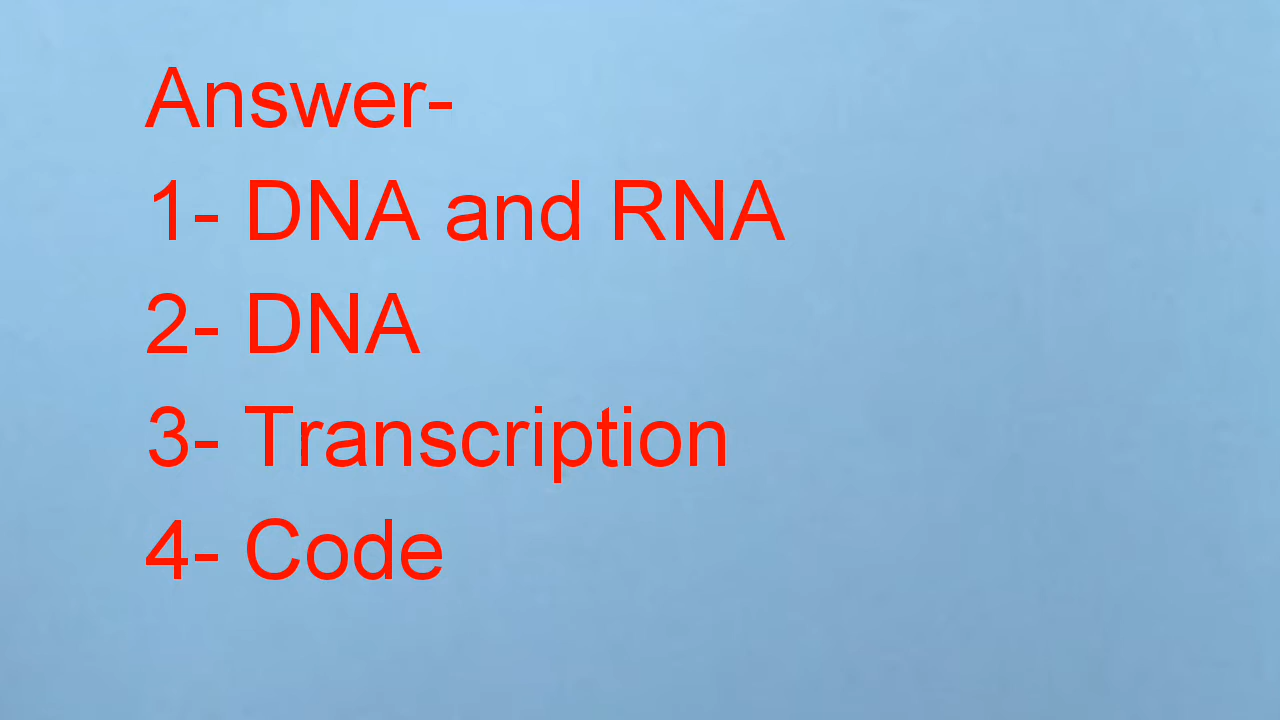 Answer-
1- DNA and RNA
2- DNA
3- Transcription
4- Code